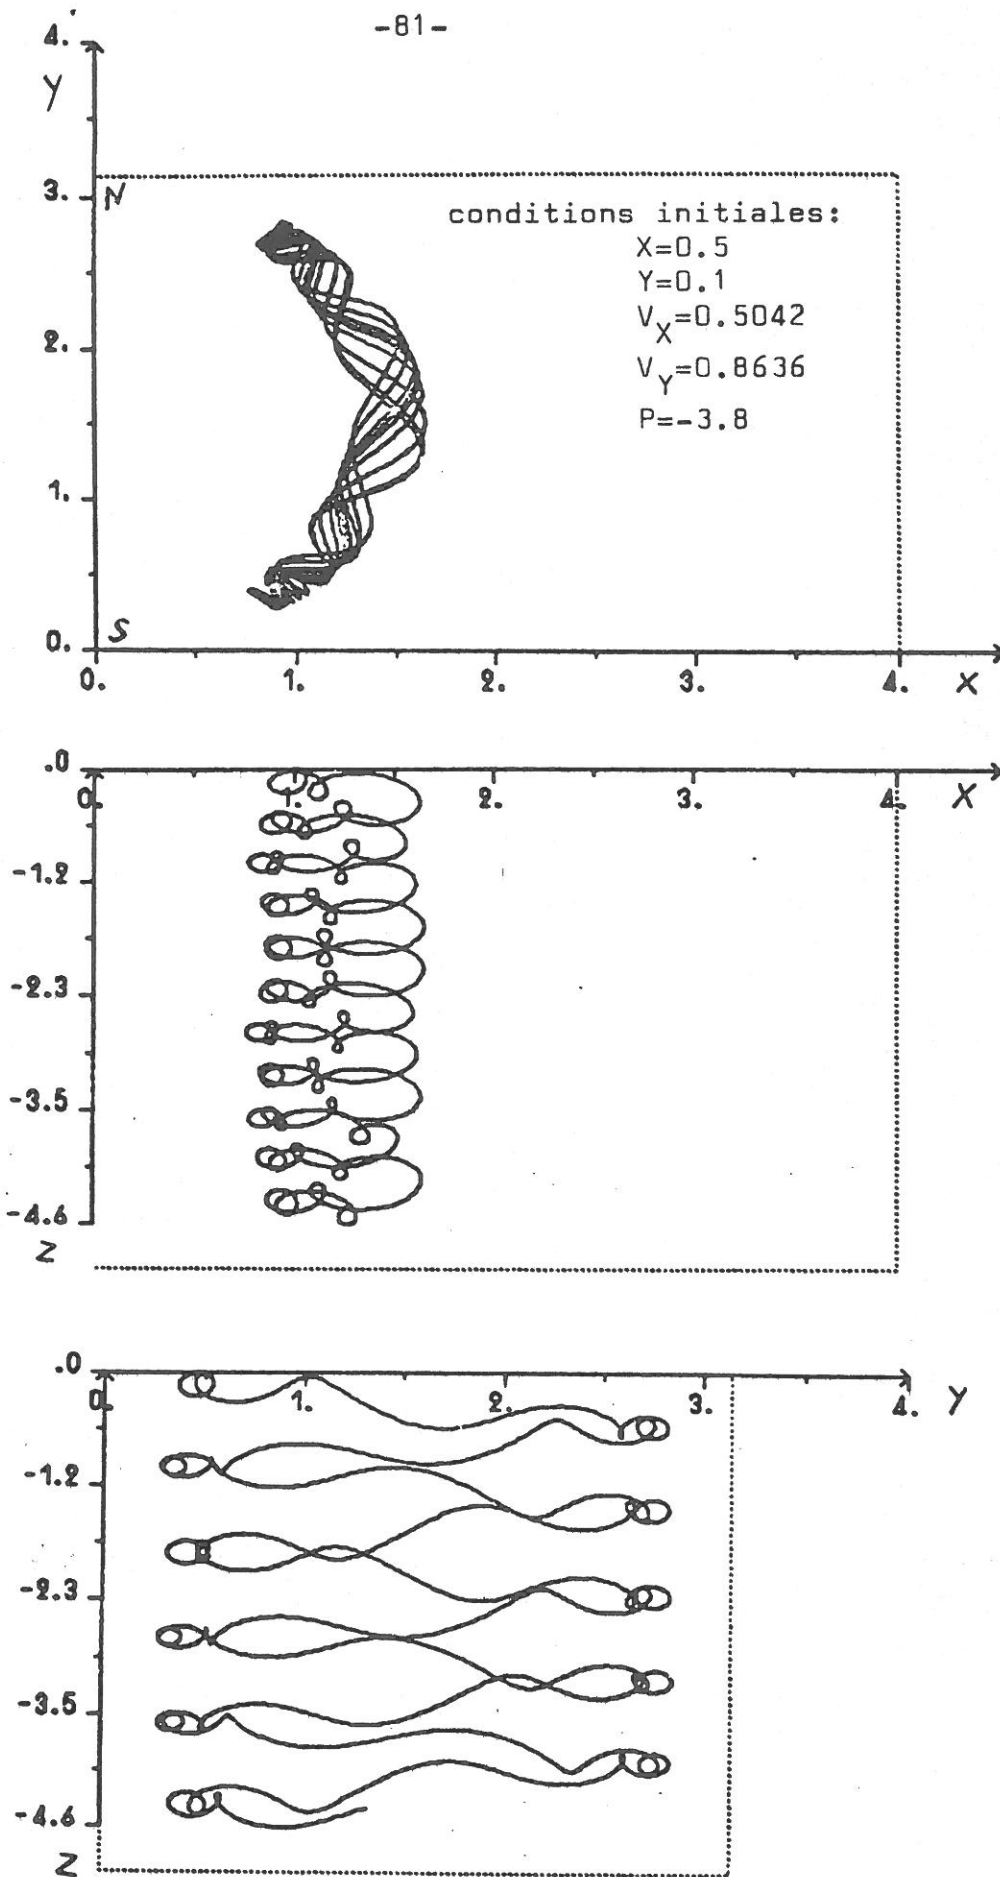 -81-
4.
Y
3.
N
conditions initiales:
X=0.5
Y=0.1
V_X=0.5042
V_Y=0.8636
P=-3.8
2.
1.
0.
S
0. 1. 2. 3. 4. X
.0
0. 1. 2. 3. 4. X
-1.2
-2.3
-3.5
-4.6
Z
.0
0. 1. 2. 3. 4. Y
-1.2
-2.3
-3.5
-4.6
Z